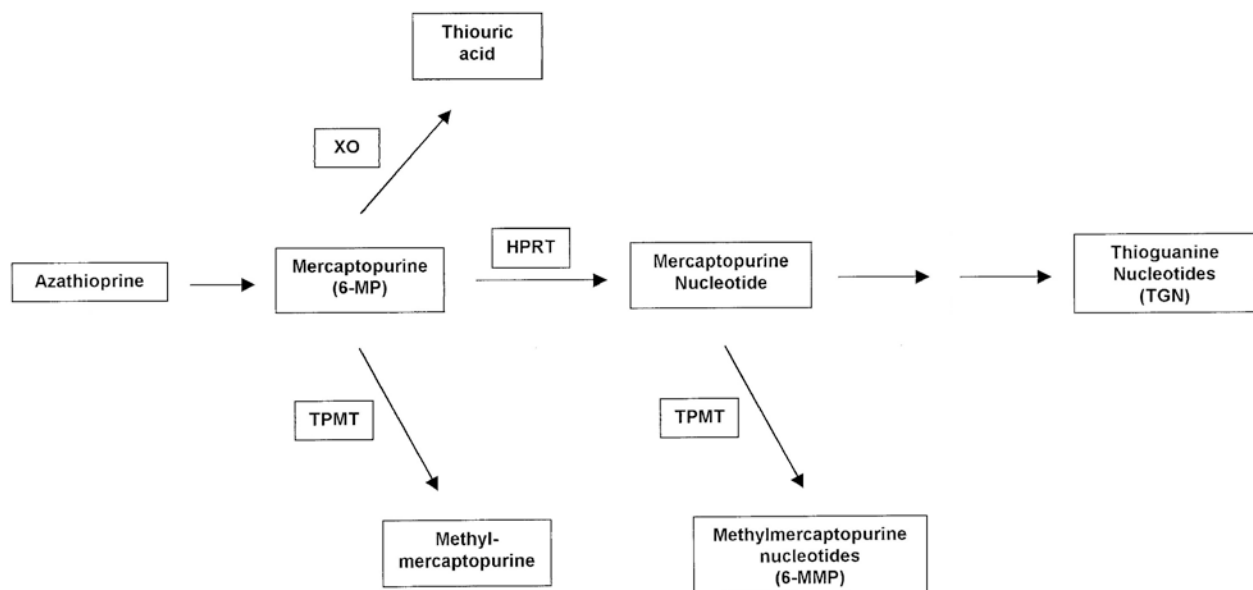 Thiouric
acid
XO
HPRT
Azathioprine
Mercaptopurine
(6-MP)
Mercaptopurine
Nucleotide
Thioguanine
Nucleotides
(TGN)
TPMT
TPMT
Methyl-
mercaptopurine
Methylmercaptopurine
nucleotides
(6-MMP)